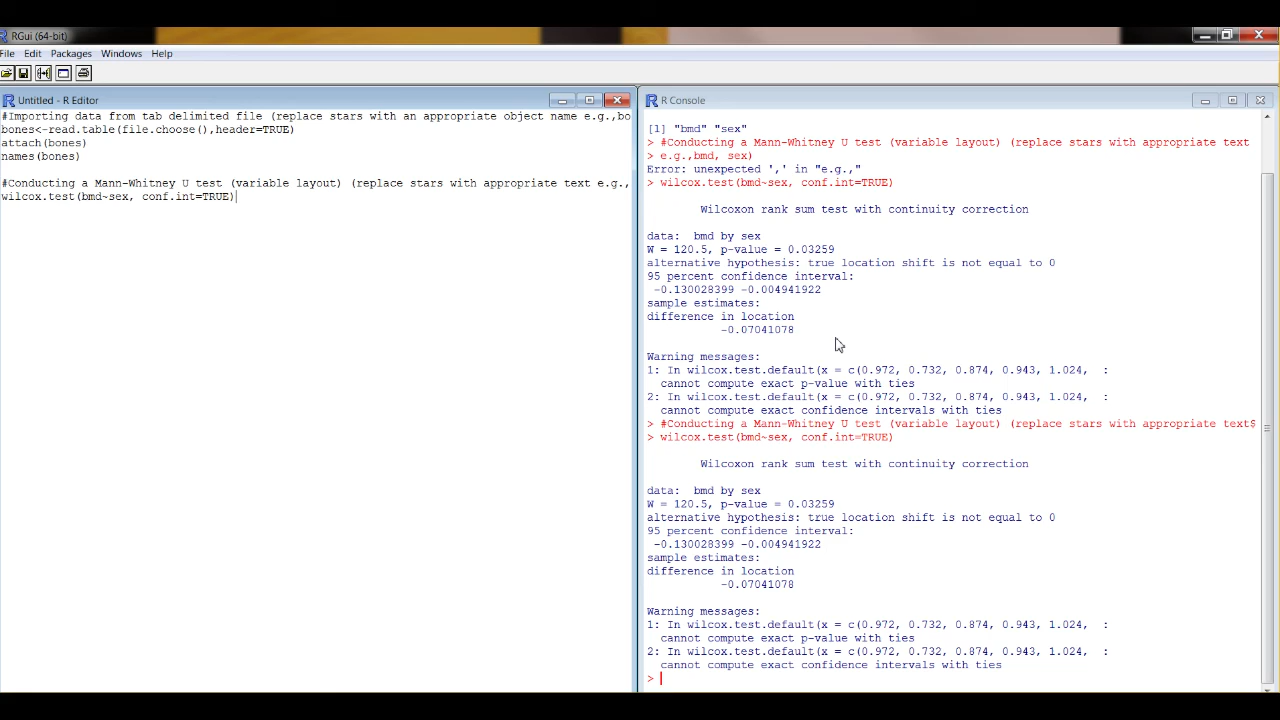 RGui (64-bit)
File Edit Packages Windows Help
Untitled - R Editor
#Importing data from tab delimited file (replace stars with an appropriate object name e.g.,bo
bones<-read.table(file.choose(),header=TRUE)
attach(bones)
names(bones)
#Conducting a Mann-Whitney U test (variable layout) (replace stars with appropriate text e.g.,
wilcox.test(bmd~sex, conf.int=TRUE)
R Console
[1] "bmd" "sex"
> #Conducting a Mann-Whitney U test (variable layout) (replace stars with appropriate text
> e.g.,bmd, sex)
Error: unexpected ',' in "e.g.,"
> wilcox.test(bmd~sex, conf.int=TRUE)
Wilcoxon rank sum test with continuity correction
data:  bmd by sex
W = 120.5, p-value = 0.03259
alternative hypothesis: true location shift is not equal to 0
95 percent confidence interval:
-0.130028399 -0.004941922
sample estimates:
difference in location
-0.07041078
Warning messages:
1: In wilcox.test.default(x = c(0.972, 0.732, 0.874, 0.943, 1.024,  :
cannot compute exact p-value with ties
2: In wilcox.test.default(x = c(0.972, 0.732, 0.874, 0.943, 1.024,  :
cannot compute exact confidence intervals with ties
> #Conducting a Mann-Whitney U test (variable layout) (replace stars with appropriate text$
> wilcox.test(bmd~sex, conf.int=TRUE)
Wilcoxon rank sum test with continuity correction
data:  bmd by sex
W = 120.5, p-value = 0.03259
alternative hypothesis: true location shift is not equal to 0
95 percent confidence interval:
-0.130028399 -0.004941922
sample estimates:
difference in location
-0.07041078
Warning messages:
1: In wilcox.test.default(x = c(0.972, 0.732, 0.874, 0.943, 1.024,  :
cannot compute exact p-value with ties
2: In wilcox.test.default(x = c(0.972, 0.732, 0.874, 0.943, 1.024,  :
cannot compute exact confidence intervals with ties
>